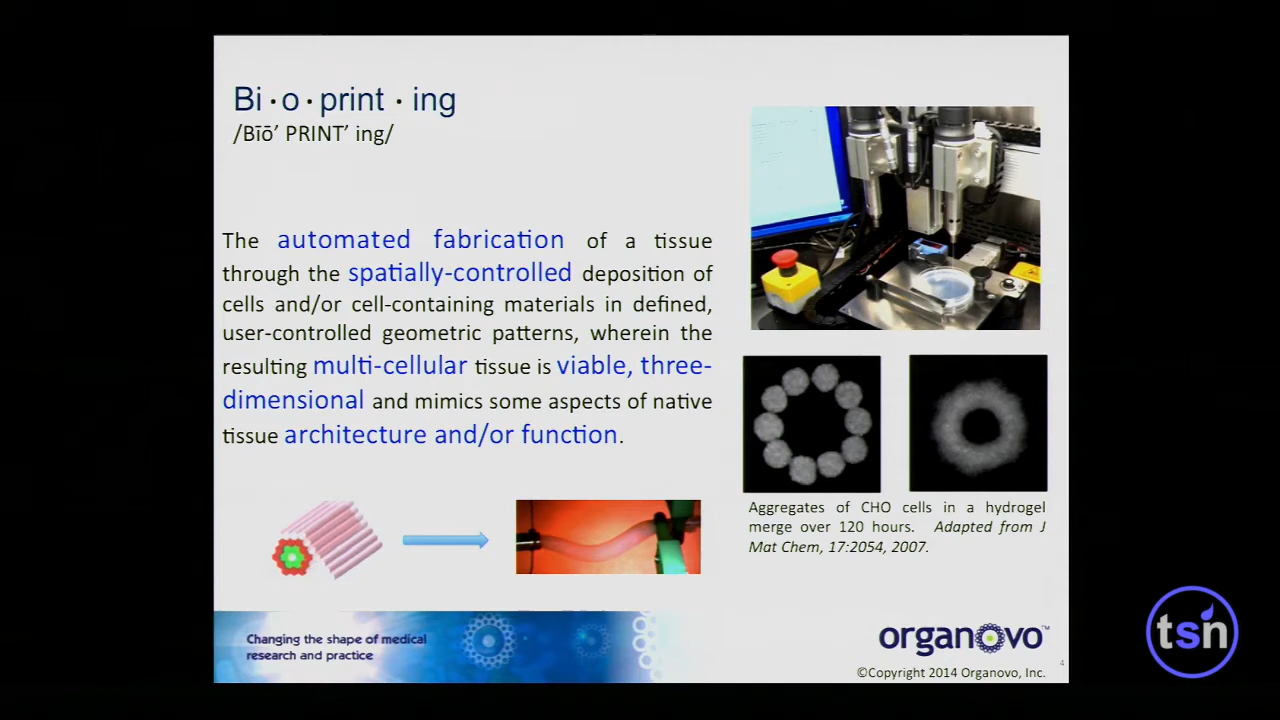 Bi · o · print · ing
/Bīō’ PRINT’ ing/
The automated fabrication of a tissue
through the spatially-controlled deposition of
cells and/or cell-containing materials in defined,
user-controlled geometric patterns, wherein the
resulting multi-cellular tissue is viable, three-
dimensional and mimics some aspects of native
tissue architecture and/or function.
Aggregates of CHO cells in a hydrogel
merge over 120 hours. Adapted from J
Mat Chem, 17:2054, 2007.
Changing the shape of medical
research and practice
organovo™
©Copyright 2014 Organovo, Inc.
4
tsn